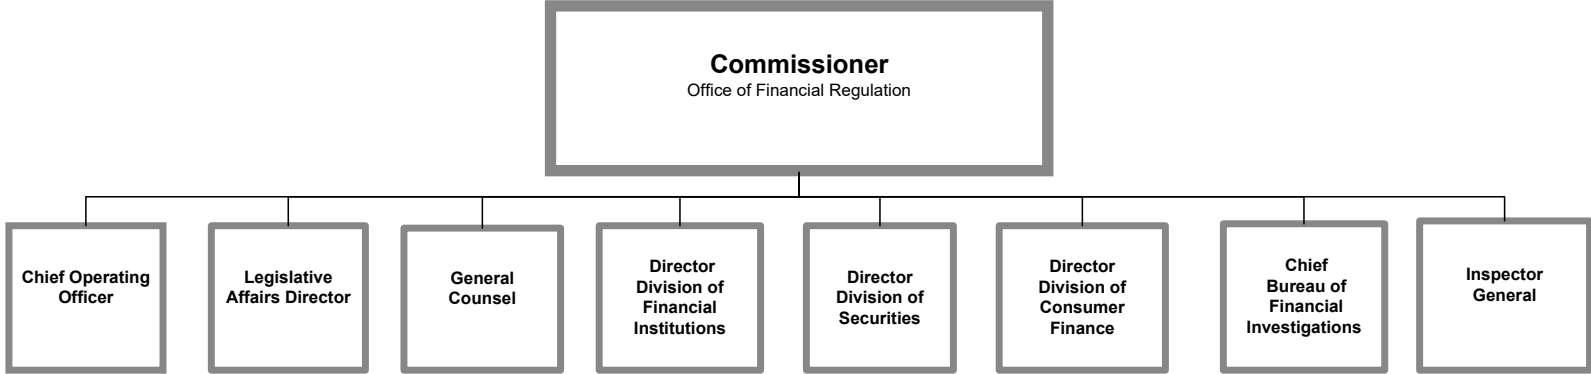 Commissioner
Office of Financial Regulation
Chief Operating
Officer
Legislative
Affairs Director
General
Counsel
Director
Division of
Financial
Institutions
Director
Division of
Securities
Director
Division of
Consumer
Finance
Chief
Bureau of
Financial
Investigations
Inspector
General